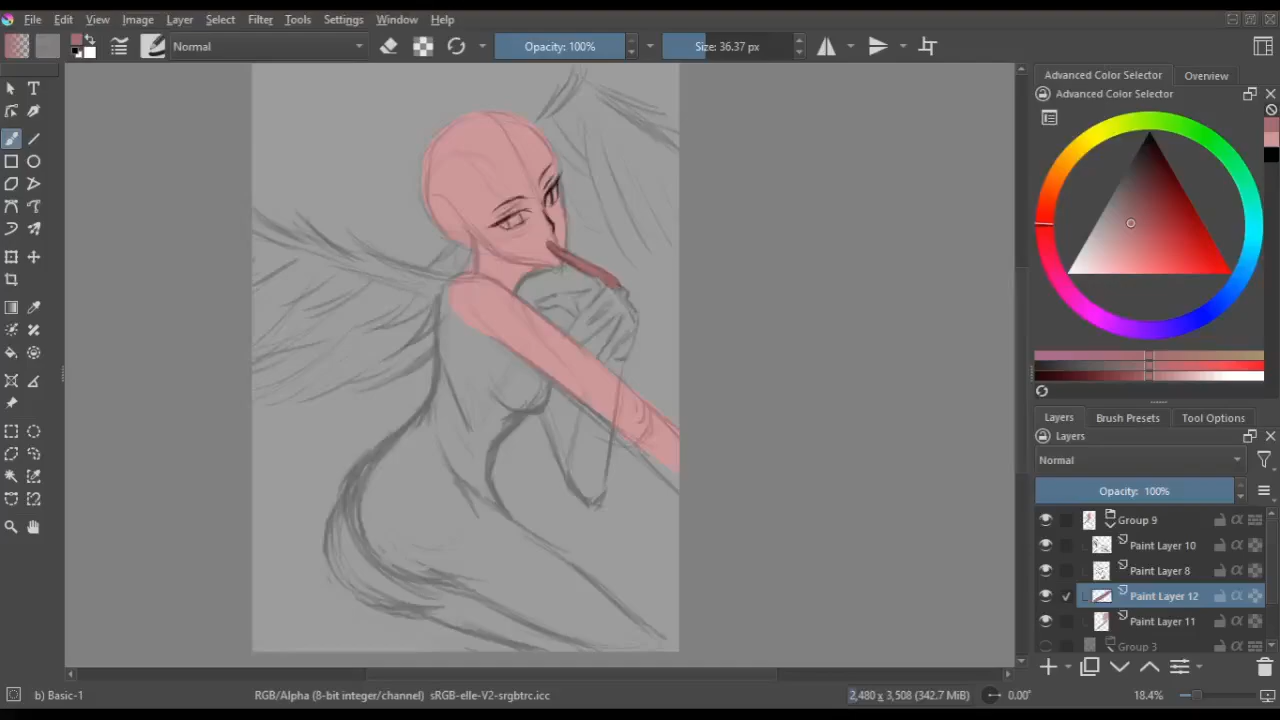 File Edit View Image Layer Select Filter Tools Settings Window Help
Normal Opacity: 100% Size: 36.37 px
Advanced Color Selector Overview
Advanced Color Selector
Layers Brush Presets Tool Options
Layers
Normal
Opacity: 100%
Group 9
Paint Layer 10
Paint Layer 8
Paint Layer 12
Paint Layer 11
Group 3
b) Basic-1 RGB/Alpha (8-bit integer/channel) sRGB-elle-V2-srgbtrc.icc 2,480 x 3,508 (342.7 MiB) 0.00° 18.4%